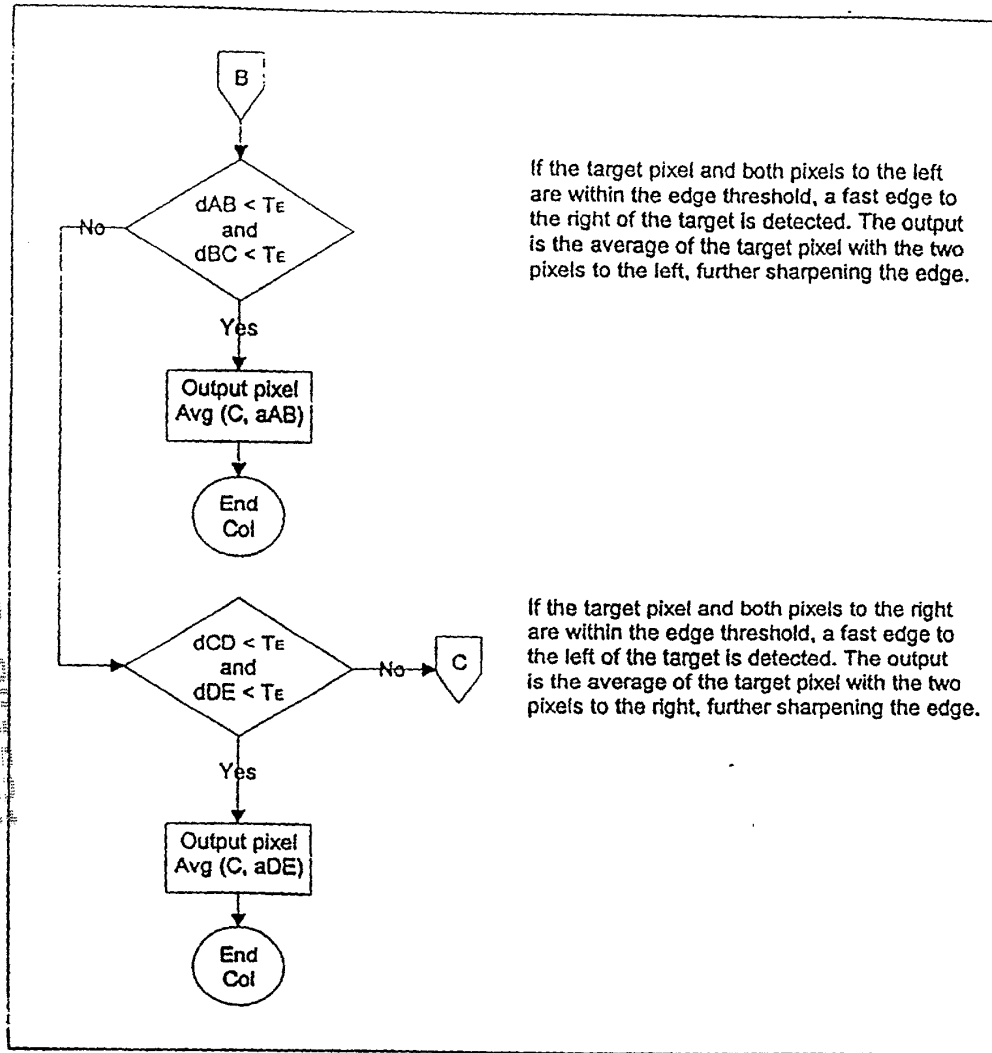 B
If the target pixel and both pixels to the left
are within the edge threshold, a fast edge to
the right of the target is detected. The output
is the average of the target pixel with the two
pixels to the left, further sharpening the edge.
dAB < TE
and
dBC < TE
No
Yes
Output pixel
Avg (C, aAB)
End
Col
If the target pixel and both pixels to the right
are within the edge threshold, a fast edge to
the left of the target is detected. The output
is the average of the target pixel with the two
pixels to the right, further sharpening the edge.
dCD < TE
and
dDE < TE
No
C
Yes
Output pixel
Avg (C, aDE)
End
Col